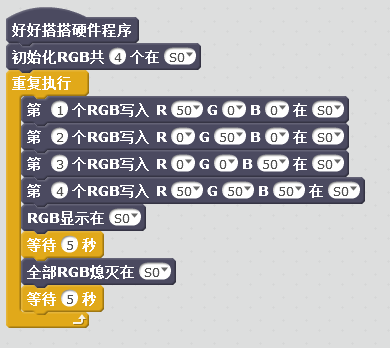 好好搭搭硬件程序
初始化RGB共 4 个在 S0
重复执行
第 1 个RGB写入 R 50 G 0 B 0 在 S0
第 2 个RGB写入 R 0 G 50 B 0 在 S0
第 3 个RGB写入 R 0 G 0 B 50 在 S0
第 4 个RGB写入 R 50 G 50 B 50 在 S0
RGB显示在 S0
等待 5 秒
全部RGB熄灭在 S0
等待 5 秒